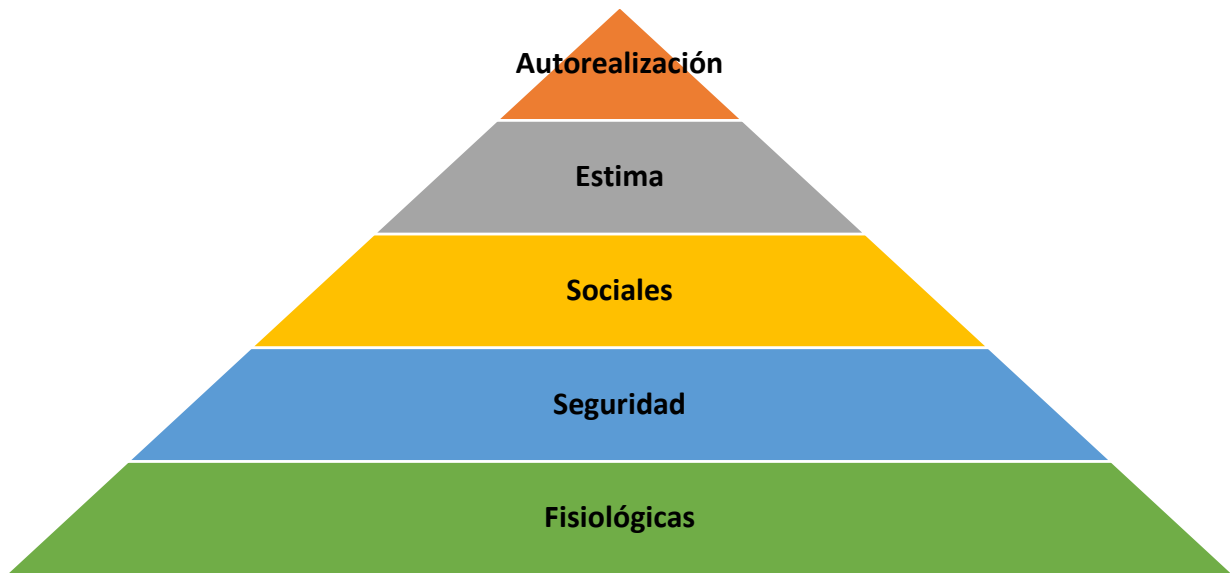 Autorealización
Estima
Sociales
Seguridad
Fisiológicas